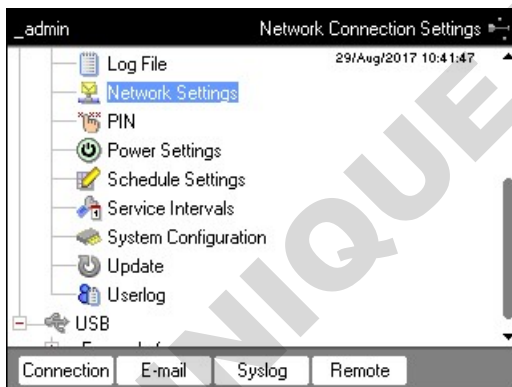 _admin Network Connection Settings
29/Aug/2017 10:41:47
Log File
Network Settings
PIN
Power Settings
Schedule Settings
Service Intervals
System Configuration
Update
Userlog
USB
Connection E-mail Syslog Remote
UNIQUE